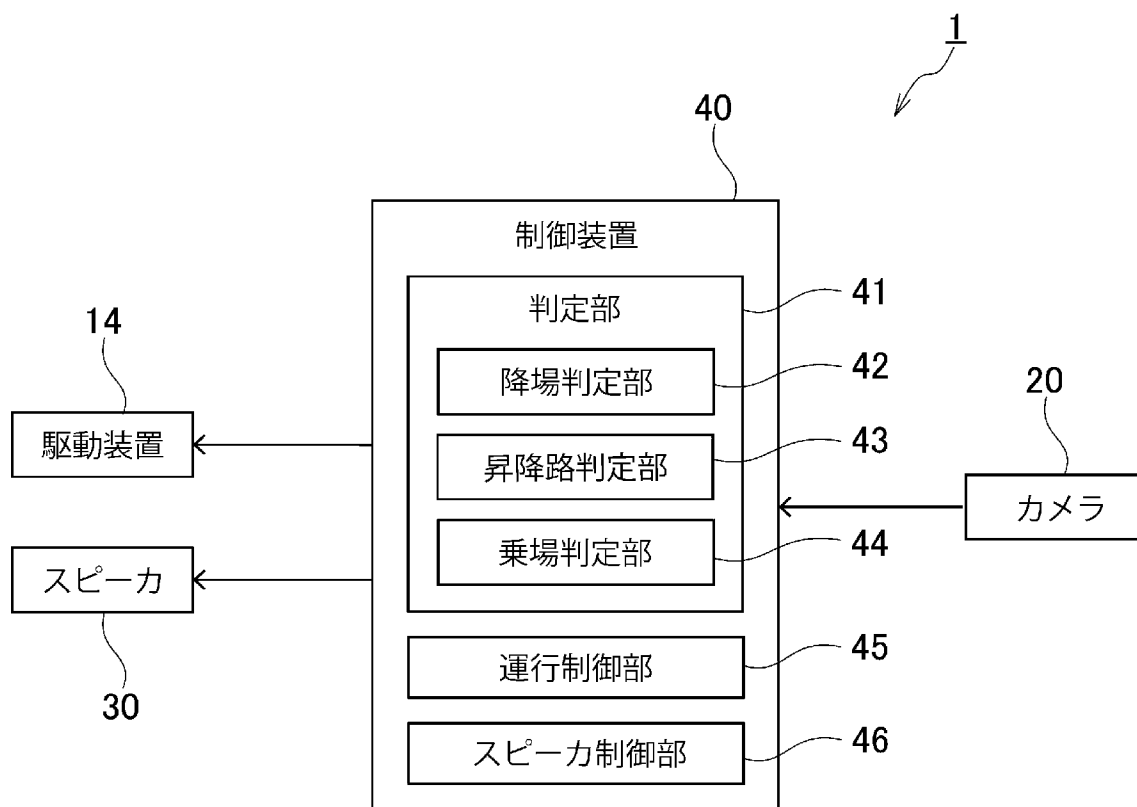 1
40
制御装置
判定部
41
降場判定部
42
昇降路判定部
43
乗場判定部
44
運行制御部
45
スピーカ制御部
46
14
駆動装置
スピーカ
30
20
カメラ